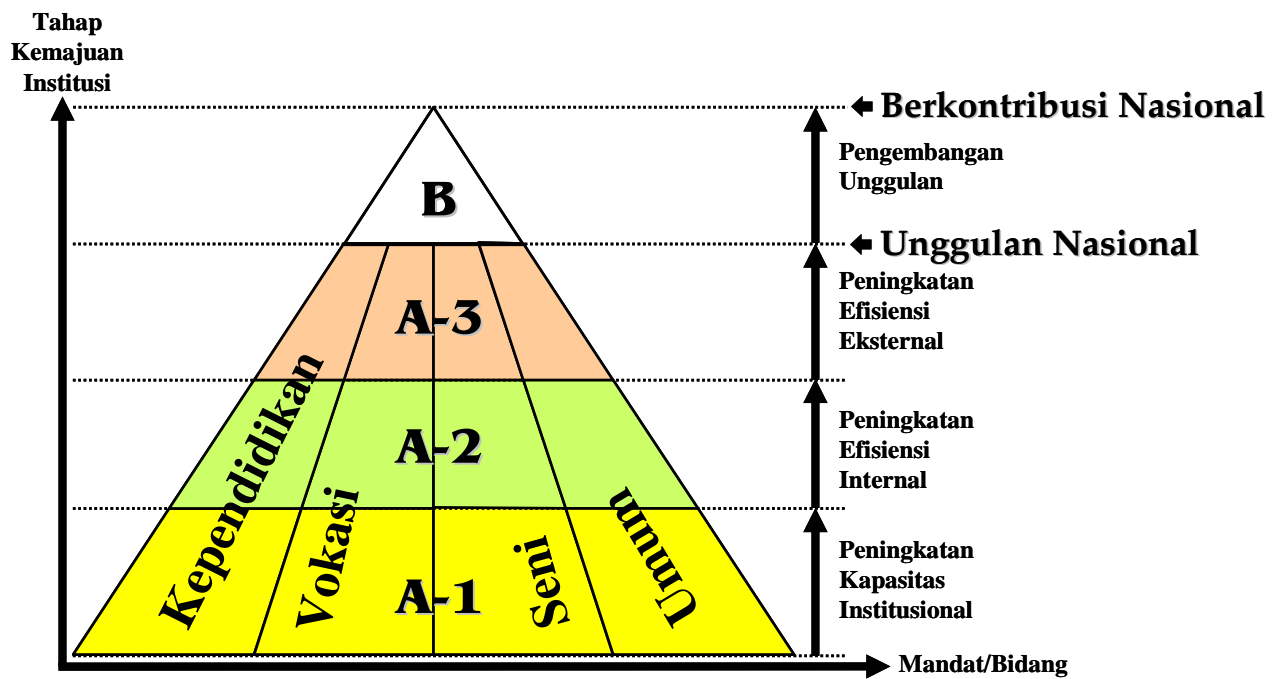 Tahap
Kemajuan
Institusi
Berkontribusi Nasional
Pengembangan
Unggulan
B
Unggulan Nasional
Peningkatan
Efisiensi
Eksternal
A-3
Kependidikan
A-2
Peningkatan
Efisiensi
Internal
Vokasi
Seni
Umum
A-1
Peningkatan
Kapasitas
Institusional
Mandat/Bidang